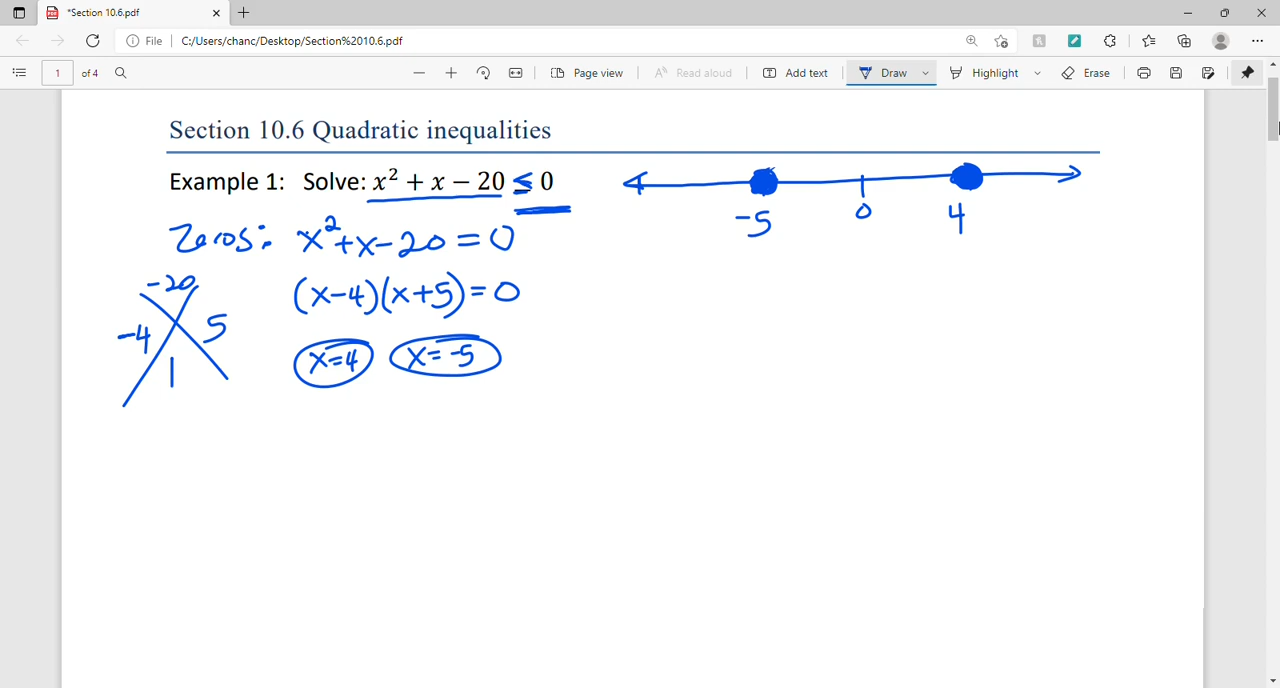 *Section 10.6.pdf
File | C:/Users/chanc/Desktop/Section%2010.6.pdf
1 of 4 Page view Read aloud Add text Draw Highlight Erase
Section 10.6 Quadratic inequalities
Example 1: Solve: x² + x − 20 ≤ 0
-5 0 4
Zeros: x²+x-20=0
(x-4)(x+5)=0
-20
-4 5
1
x=4 x=-5